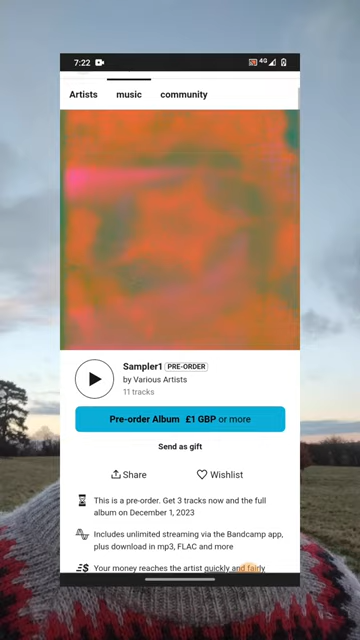 7:22
4G
Artists music community
Sampler1 PRE-ORDER
by Various Artists
11 tracks
Pre-order Album £1 GBP or more
Send as gift
Share
Wishlist
This is a pre-order. Get 3 tracks now and the full
album on December 1, 2023
Includes unlimited streaming via the Bandcamp app,
plus download in mp3, FLAC and more
Your money reaches the artist quickly and fairly